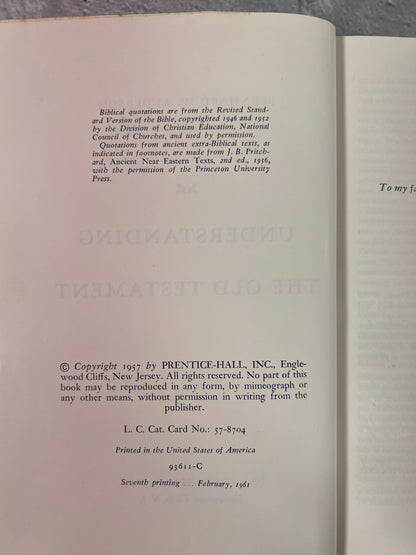 Biblical quotations are from the Revised Stand-
ard Version of the Bible, copyrighted 1946 and 1952
by the Division of Christian Education, National
Council of Churches, and used by permission.
Quotations from ancient extra-Biblical texts, as
indicated in footnotes, are made from J. B. Pritch-
ard, Ancient Near Eastern Texts, 2nd ed., 1956,
with the permission of the Princeton University
Press.
UNDERSTANDING
THE OLD TESTAMENT
© Copyright 1957 by PRENTICE-HALL, INC., Engle-
wood Cliffs, New Jersey. All rights reserved. No part of this
book may be reproduced in any form, by mimeograph or
any other means, without permission in writing from the
publisher.
L. C. Cat. Card No.: 57-8704
Printed in the United States of America
93611-C
Seventh printing ... February, 1961
To my